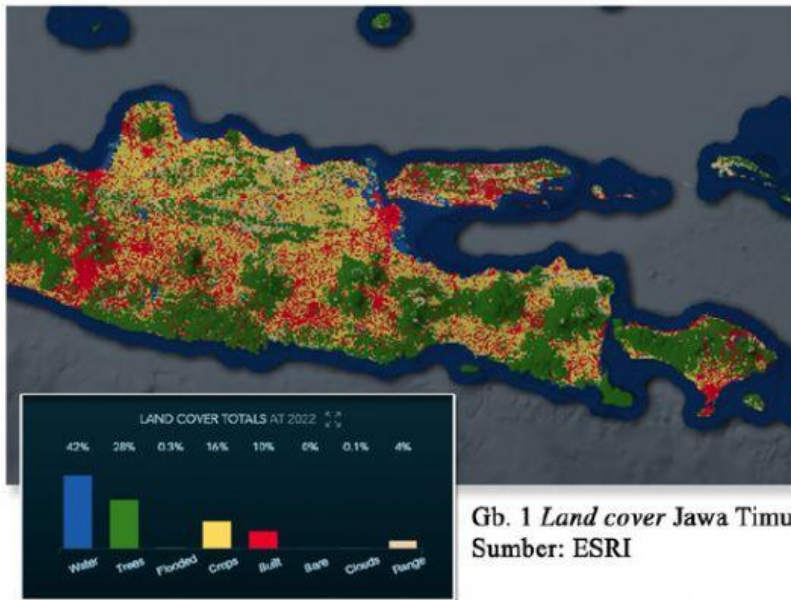 LAND COVER TOTALS AT 2022
42% 28% 0.3% 16% 10% 0% 0.1% 4%
Water Trees Flooded Crops Built Bare Clouds Range
Gb. 1 Land cover Jawa Timu
Sumber: ESRI